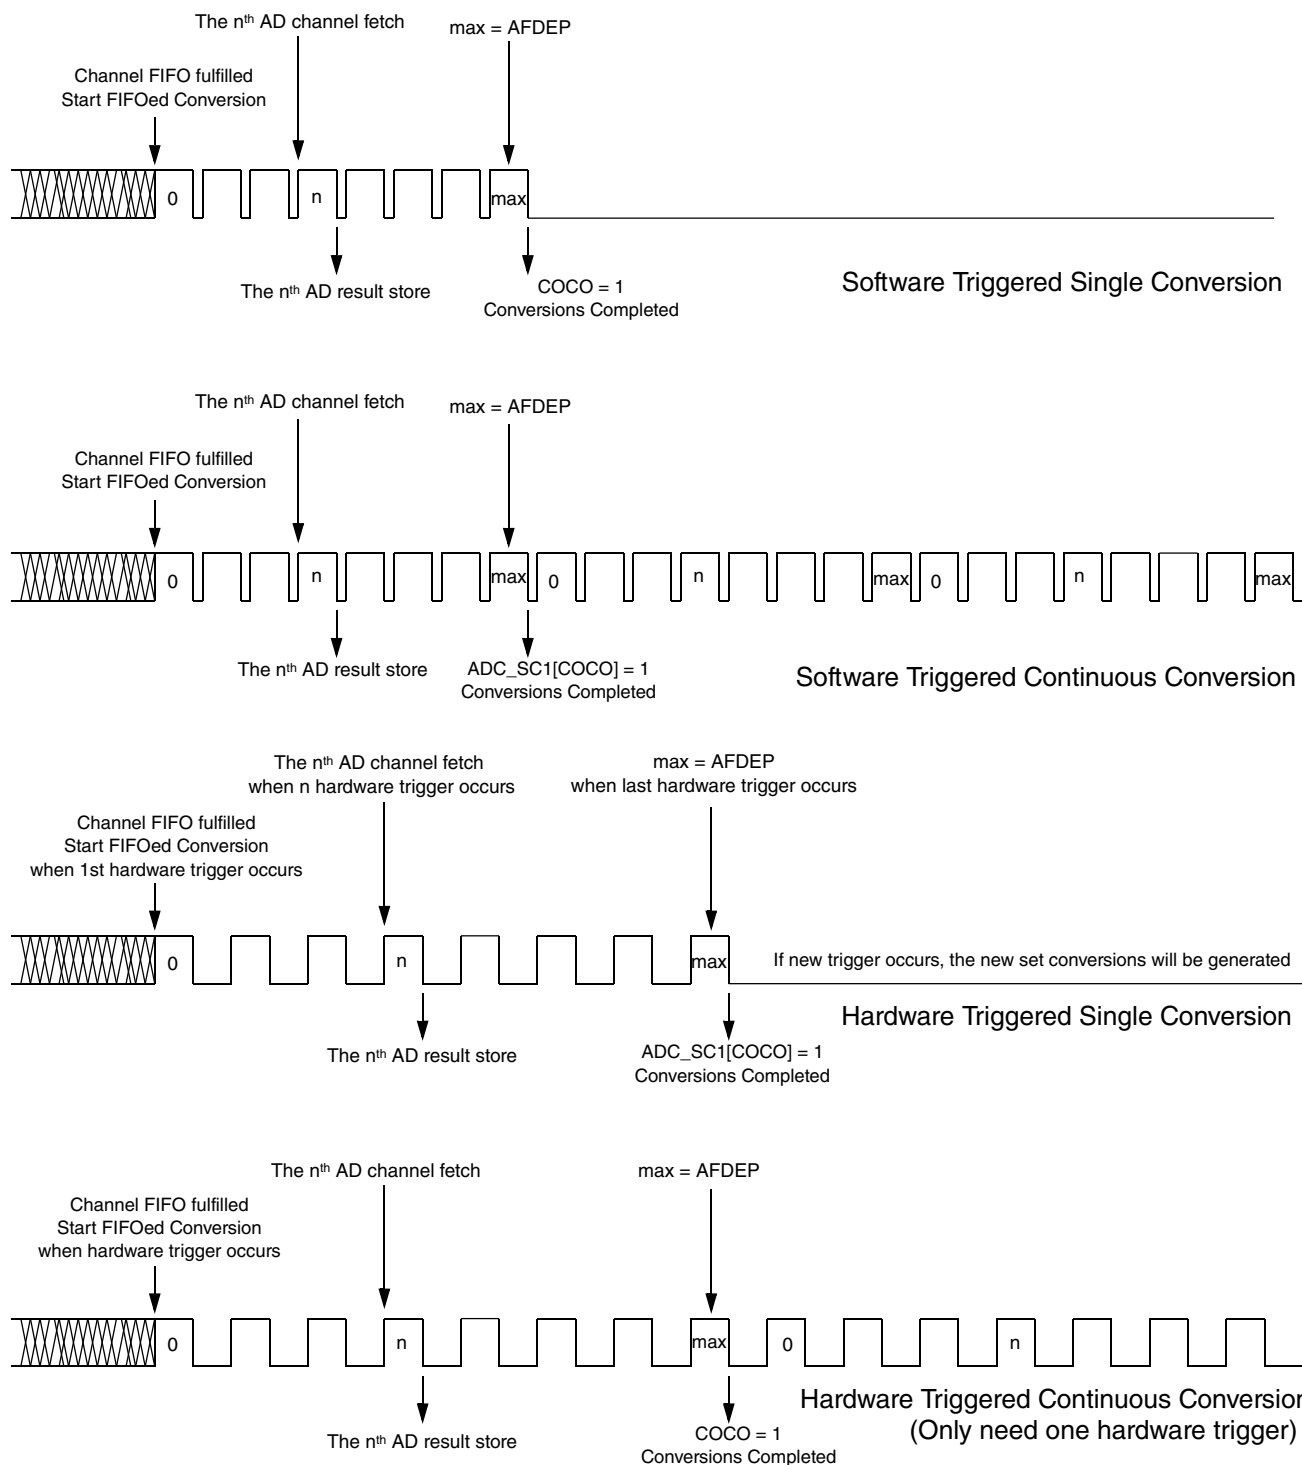 The nth AD channel fetch
max = AFDEP
Channel FIFO fulfilled
Start FIFOed Conversion
0
n
max
The nth AD result store
COCO = 1
Conversions Completed
Software Triggered Single Conversion
The nth AD channel fetch
max = AFDEP
Channel FIFO fulfilled
Start FIFOed Conversion
0
n
max
0
n
max
0
n
max
The nth AD result store
ADC_SC1[COCO] = 1
Conversions Completed
Software Triggered Continuous Conversion
The nth AD channel fetch
when n hardware trigger occurs
max = AFDEP
when last hardware trigger occurs
Channel FIFO fulfilled
Start FIFOed Conversion
when 1st hardware trigger occurs
0
n
max
If new trigger occurs, the new set conversions will be generated
Hardware Triggered Single Conversion
The nth AD result store
ADC_SC1[COCO] = 1
Conversions Completed
The nth AD channel fetch
max = AFDEP
Channel FIFO fulfilled
Start FIFOed Conversion
when hardware trigger occurs
0
n
max
0
n
Hardware Triggered Continuous Conversion
(Only need one hardware trigger)
The nth AD result store
COCO = 1
Conversions Completed